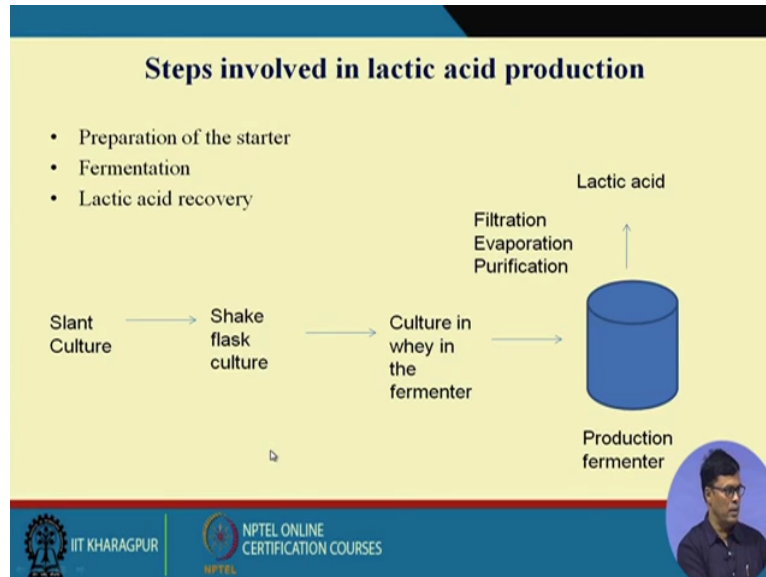 Steps involved in lactic acid production
• Preparation of the starter
• Fermentation
• Lactic acid recovery
Lactic acid
Filtration
Evaporation
Purification
Slant
Culture
Shake
flask
culture
Culture in
whey in
the
fermenter
Production
fermenter
IIT KHARAGPUR
NPTEL
NPTEL ONLINE
CERTIFICATION COURSES